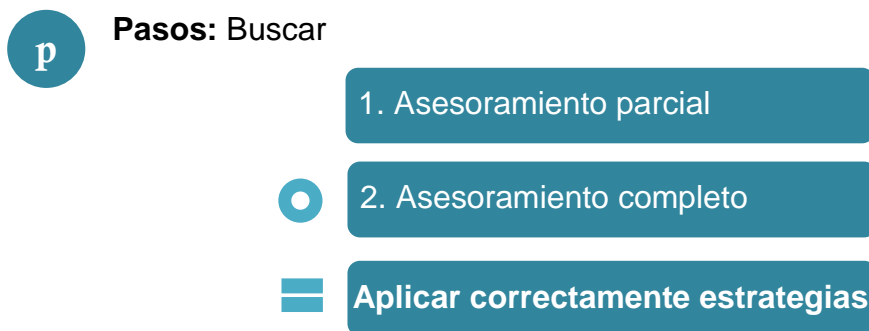 p
Pasos: Buscar
1. Asesoramiento parcial
2. Asesoramiento completo
Aplicar correctamente estrategias